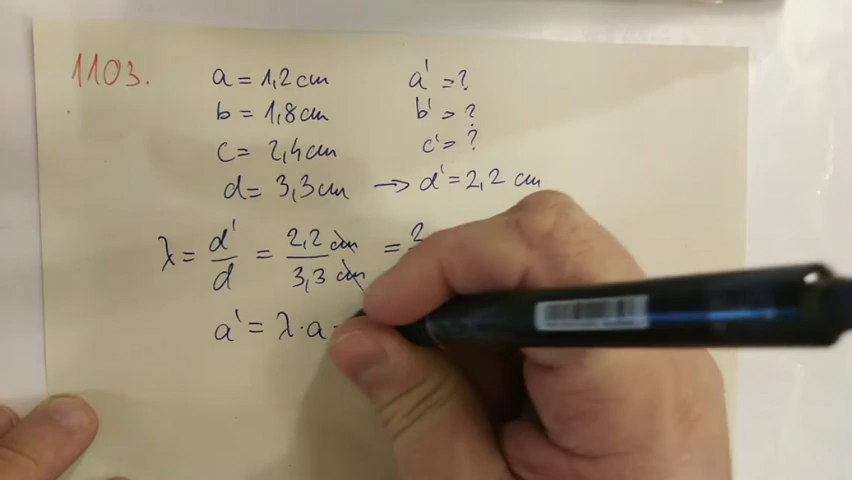 1103.
a = 1,2 cm a' = ?
b = 1,8 cm b' = ?
c = 2,4 cm c' = ?
d = 3,3 cm → d' = 2,2 cm
λ = d'/d = 2,2 cm/3,3 cm = 2
a' = λ · a